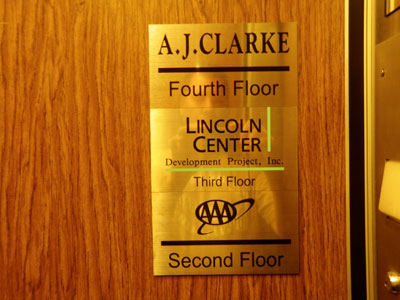 A.J.CLARKE
Fourth Floor
LINCOLN
CENTER
Development Project, Inc.
Third Floor
AAA
Second Floor